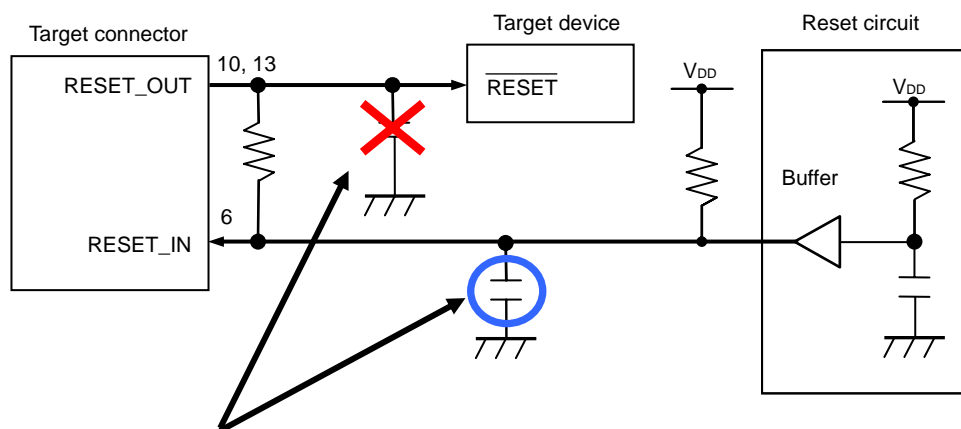 Target connector
Target device
Reset circuit
10, 13
RESET_OUT
RESET
VDD
VDD
Buffer
6
RESET_IN